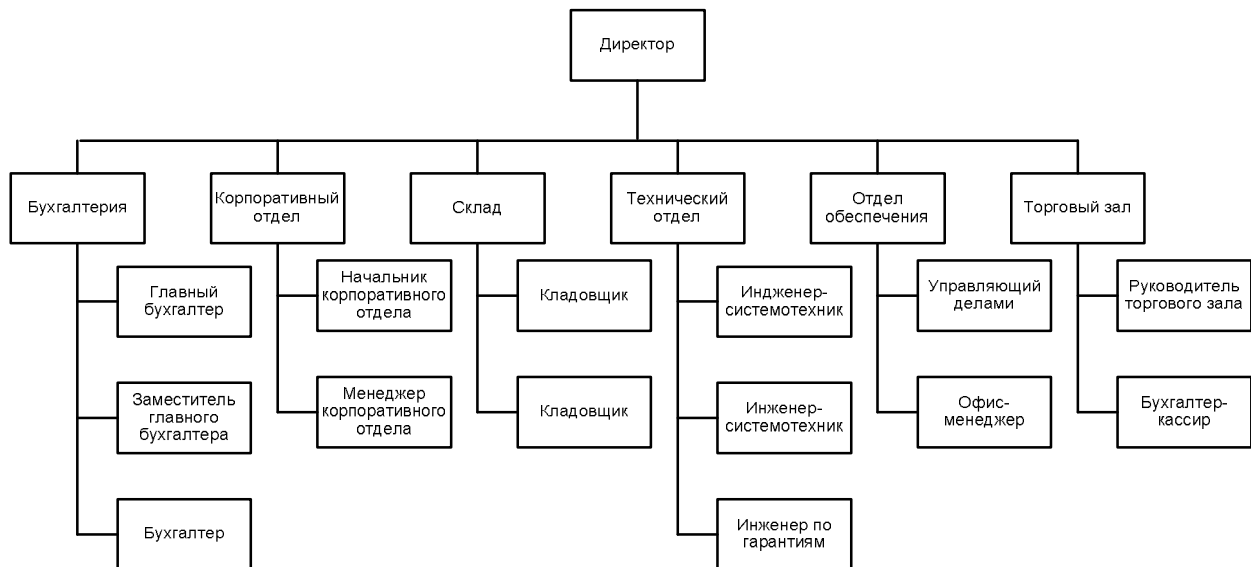 Директор
Бухгалтерия
Корпоративный
отдел
Склад
Технический
отдел
Отдел
обеспечения
Торговый зал
Главный
бухгалтер
Заместитель
главного
бухгалтера
Бухгалтер
Начальник
корпоративного
отдела
Менеджер
корпоративного
отдела
Кладовщик
Кладовщик
Индженер-
системотехник
Инженер-
системотехник
Инженер по
гарантиям
Управляющий
делами
Офис-
менеджер
Руководитель
торгового зала
Бухгалтер-
кассир